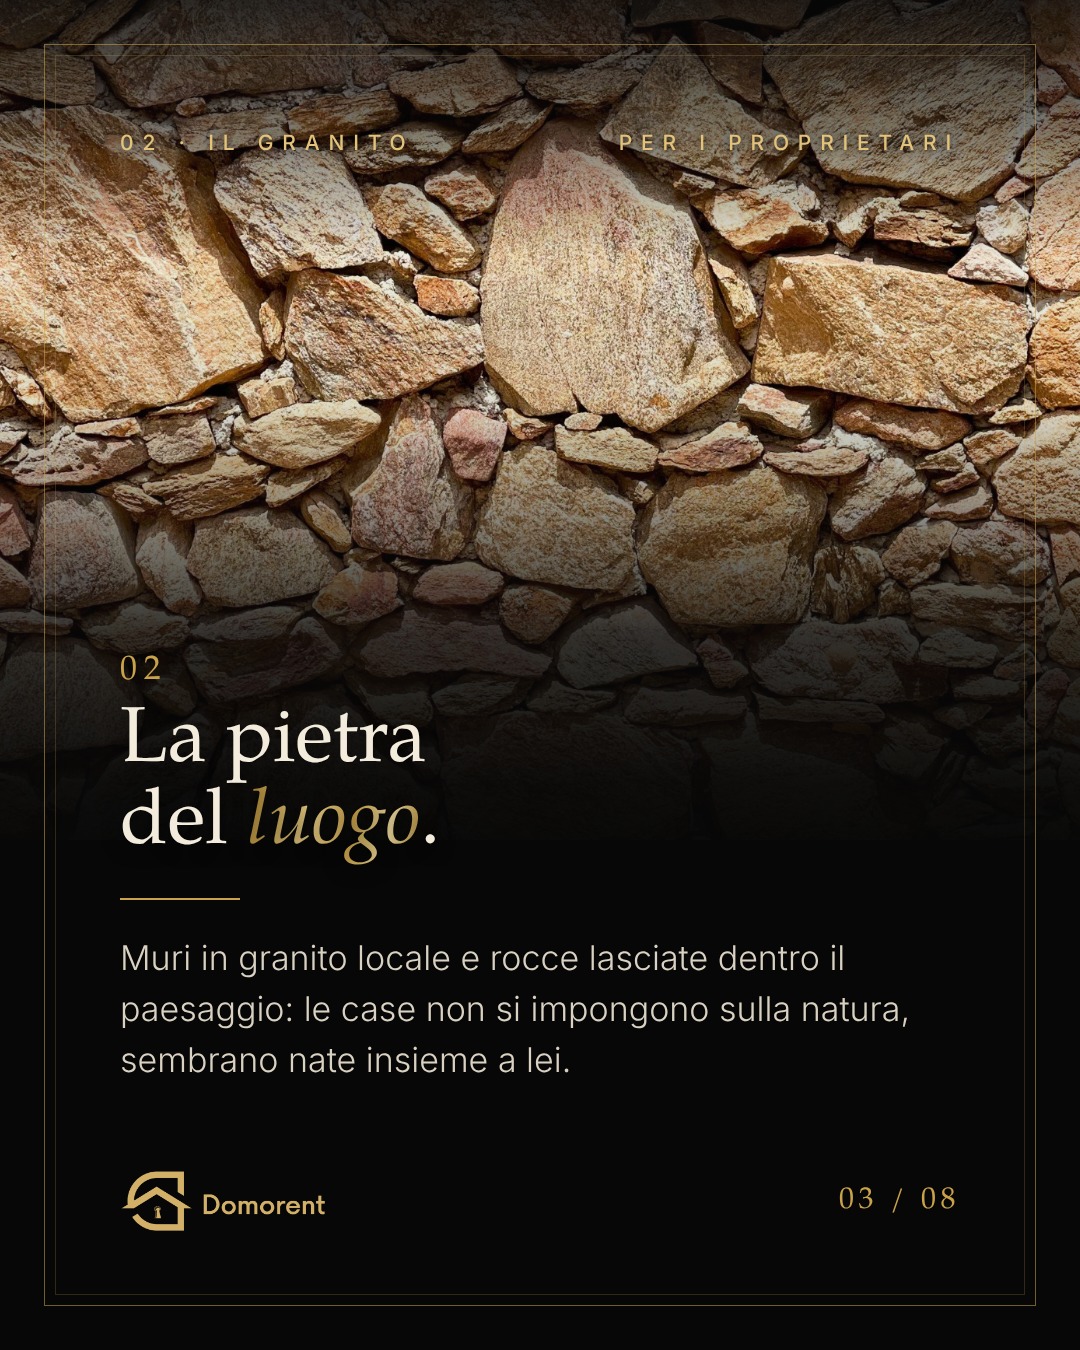 02 · IL GRANITO
PER I PROPRIETARI
02
La pietra
del luogo.
Muri in granito locale e rocce lasciate dentro il
paesaggio: le case non si impongono sulla natura,
sembrano nate insieme a lei.
Domorent
03 / 08